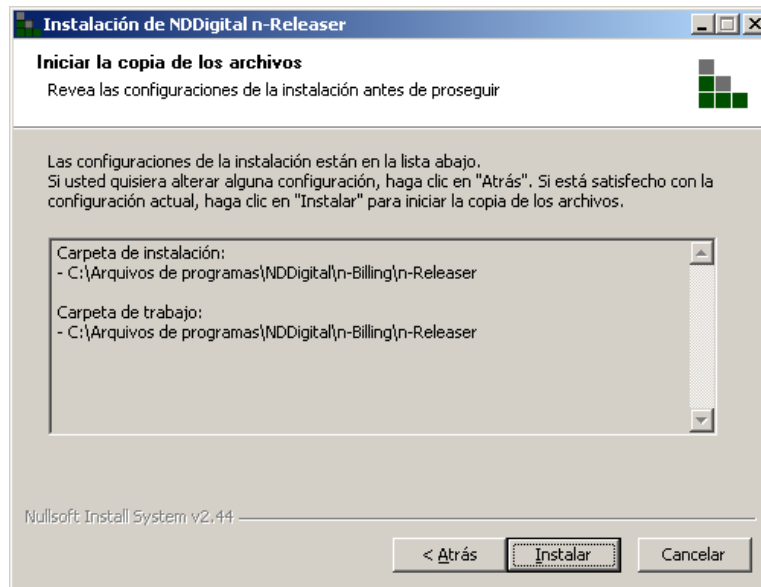 Instalación de NDDigital n-Releaser
Iniciar la copia de los archivos
Revea las configuraciones de la instalación antes de proseguir
Las configuraciones de la instalación están en la lista abajo.
Si usted quisiera alterar alguna configuración, haga clic en "Atrás". Si está satisfecho con la
configuración actual, haga clic en "Instalar" para iniciar la copia de los archivos.
Carpeta de instalación:
- C:\Arquivos de programas\NDDigital\n-Billing\n-Releaser
Carpeta de trabajo:
- C:\Arquivos de programas\NDDigital\n-Billing\n-Releaser
Nullsoft Install System v2.44
< Atrás Instalar Cancelar